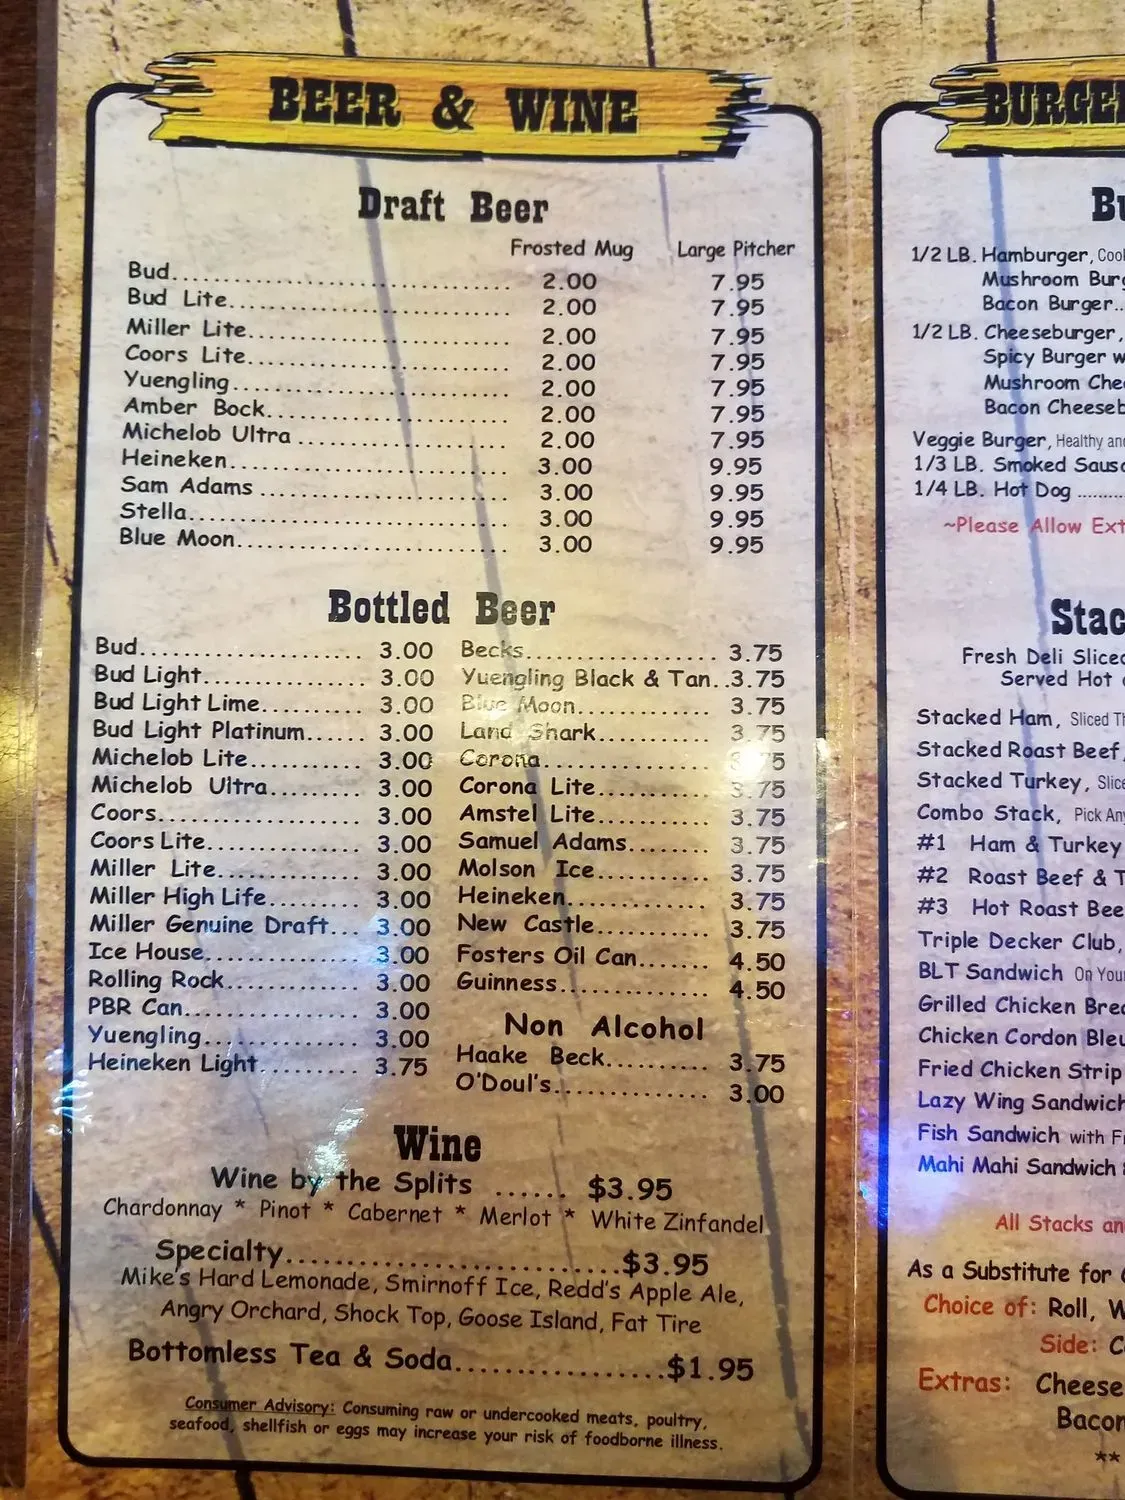 BEER & WINE
Draft Beer
Frosted Mug Large Pitcher
Bud.............................. 2.00 7.95
Bud Lite......................... 2.00 7.95
Miller Lite....................... 2.00 7.95
Coors Lite....................... 2.00 7.95
Yuengling........................ 2.00 7.95
Amber Bock..................... 2.00 7.95
Michelob Ultra .................. 2.00 7.95
Heineken........................ 3.00 9.95
Sam Adams ..................... 3.00 9.95
Stella............................ 3.00 9.95
Blue Moon....................... 3.00 9.95
Bottled Beer
Bud..................... 3.00
Bud Light............... 3.00
Bud Light Lime......... 3.00
Bud Light Platinum...... 3.00
Michelob Lite........... 3.00
Michelob Ultra......... 3.00
Coors................... 3.00
Coors Lite.............. 3.00
Miller Lite............. 3.00
Miller High Life........ 3.00
Miller Genuine Draft... 3.00
Ice House.............. 3.00
Rolling Rock............ 3.00
PBR Can................ 3.00
Yuengling.............. 3.00
Heineken Light......... 3.75
Becks.................. 3.75
Yuengling Black & Tan..3.75
Blue Moon............ 3.75
Land Shark.......... 3.75
Corona............... 3.75
Corona Lite.......... 3.75
Amstel Lite.......... 3.75
Samuel Adams....... 3.75
Molson Ice.......... 3.75
Heineken............ 3.75
New Castle.......... 3.75
Fosters Oil Can...... 4.50
Guinness............. 4.50
Non Alcohol
Haake Beck......... 3.75
O'Doul's............. 3.00
Wine
Wine by the Splits ...... $3.95
Chardonnay * Pinot * Cabernet * Merlot * White Zinfandel
Specialty............................$3.95
Mike's Hard Lemonade, Smirnoff Ice, Redd's Apple Ale,
Angry Orchard, Shock Top, Goose Island, Fat Tire
Bottomless Tea & Soda..................$1.95
Consumer Advisory: Consuming raw or undercooked meats, poultry,
seafood, shellfish or eggs may increase your risk of foodborne illness.
1/2 LB. Hamburger,
Mushroom
Bacon Burger..
1/2 LB. Cheeseburger,
Spicy Burger
Mushroom
Bacon
Veggie Burger, Healthy
1/3 LB. Smoked
1/4 LB. Hot Dog ..........
~Please Allow
Fresh Deli
Served Hot
Stacked Ham, Sliced
Stacked Roast Beef,
Stacked Turkey,
Combo Stack, Pick
#1 Ham & Turkey
#2 Roast Beef &
#3 Hot Roast
Triple Decker Club,
BLT Sandwich On
Grilled Chicken
Chicken Cordon
Fried Chicken Strip
Lazy Wing
Fish Sandwich with
Mahi Mahi Sandwich
All Stacks
As a Substitute for
Choice of: Roll,
Side:
Extras: Cheese
Bacon
**